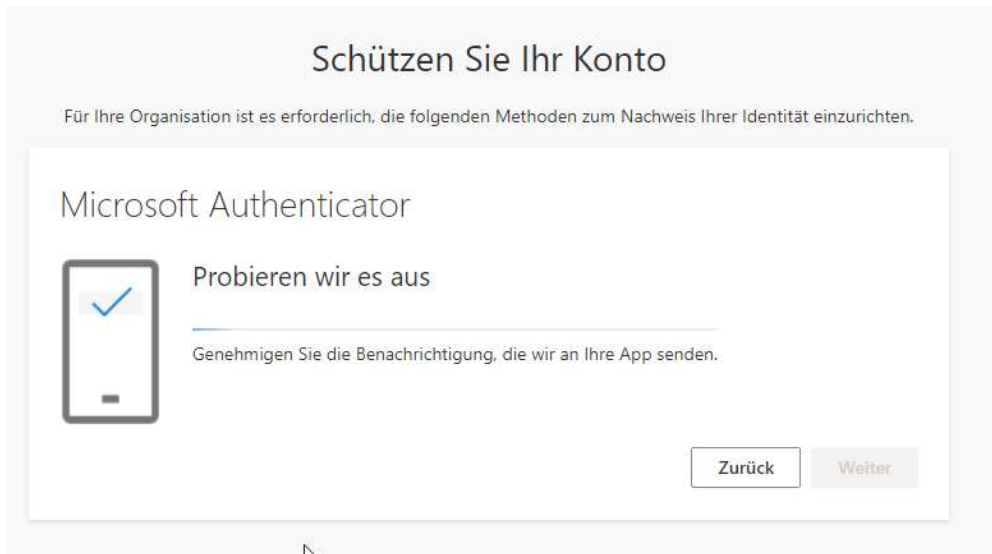 Schützen Sie Ihr Konto
Für Ihre Organisation ist es erforderlich, die folgenden Methoden zum Nachweis Ihrer Identität einzurichten.
Microsoft Authenticator
Probieren wir es aus
Genehmigen Sie die Benachrichtigung, die wir an Ihre App senden.
Zurück Weiter